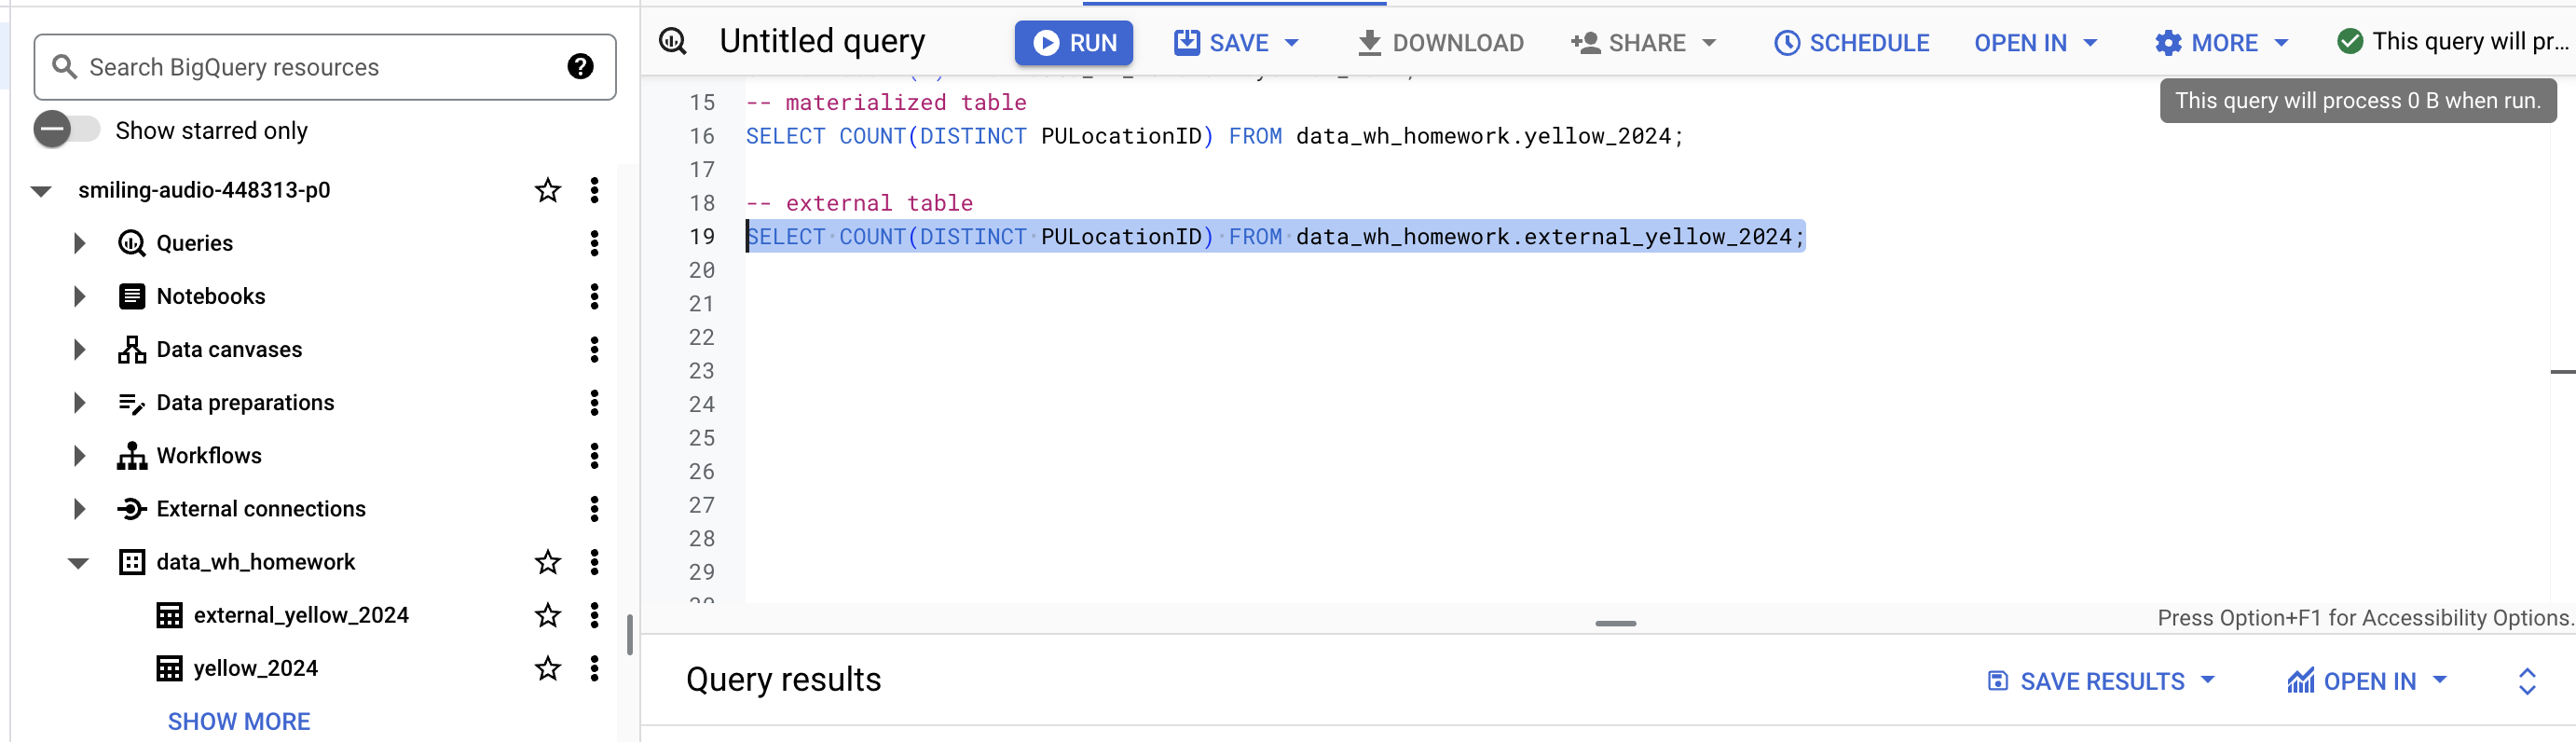 Search BigQuery resources
Show starred only
smiling-audio-448313-p0
Queries
Notebooks
Data canvases
Data preparations
Workflows
External connections
data_wh_homework
external_yellow_2024
yellow_2024
SHOW MORE
Untitled query
RUN
SAVE
DOWNLOAD
SHARE
SCHEDULE
OPEN IN
MORE
This query will pr...
This query will process 0 B when run.
15 -- materialized table
16 SELECT COUNT(DISTINCT PULocationID) FROM data_wh_homework.yellow_2024;
17
18 -- external table
19 SELECT COUNT(DISTINCT PULocationID) FROM data_wh_homework.external_yellow_2024;
20
21
22
23
24
25
26
27
28
29
Press Option+F1 for Accessibility Options.
Query results
SAVE RESULTS
OPEN IN